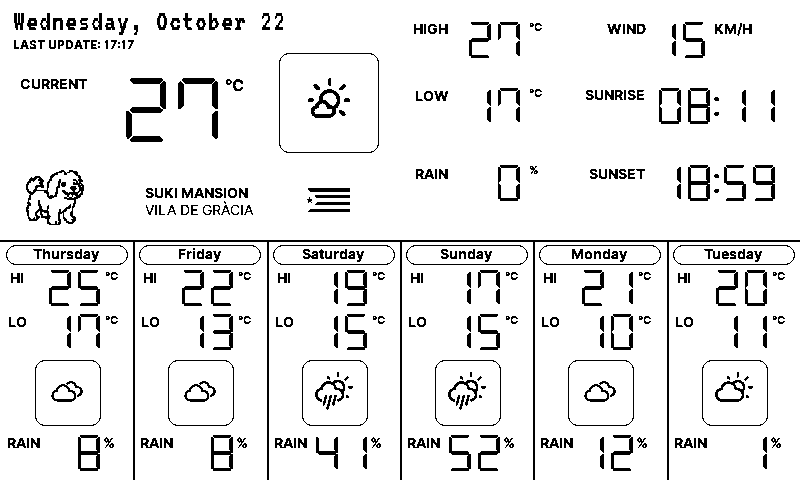 Wednesday, October 22
LAST UPDATE: 17:17
CURRENT 27 °C
HIGH 27 °C
WIND 15 KM/H
LOW 17 °C
SUNRISE 08:11
RAIN 0 %
SUNSET 18:59
SUKI MANSION
VILA DE GRÀCIA
Thursday
HI 25 °C
LO 17 °C
RAIN 8 %
Friday
HI 22 °C
LO 13 °C
RAIN 8 %
Saturday
HI 19 °C
LO 15 °C
RAIN 41 %
Sunday
HI 17 °C
LO 15 °C
RAIN 52 %
Monday
HI 21 °C
LO 10 °C
RAIN 12 %
Tuesday
HI 20 °C
LO 11 °C
RAIN 1 %